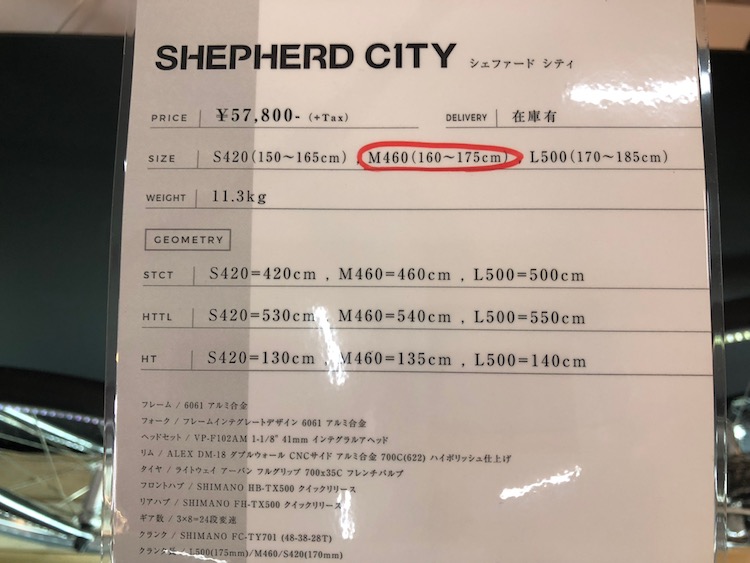 SHEPHERD CITY シェファード シティ
PRICE ¥57,800- (+Tax) DELIVERY 在庫有
SIZE S420(150〜165cm) , M460(160〜175cm) , L500(170〜185cm)
WEIGHT 11.3kg
GEOMETRY
STCT S420=420cm , M460=460cm , L500=500cm
HTTL S420=530cm , M460=540cm , L500=550cm
HT S420=130cm , M460=135cm , L500=140cm
フレーム / 6061 アルミ合金
フォーク / フレームインテグレートデザイン 6061 アルミ合金
ヘッドセット / VP-F102AM 1-1/8" 41mm インテグラルアヘッド
リム / ALEX DM-18 ダブルウォール CNCサイド アルミ合金 700C(622) ハイポリッシュ仕上げ
タイヤ / ライトウェイ アーバン フルグリップ 700x35C フレンチバルブ
フロントハブ / SHIMANO HB-TX500 クイックリリース
リアハブ / SHIMANO FH-TX500 クイックリリース
ギア数 / 3×8=24段変速
クランク / SHIMANO FC-TY701 (48-38-28T)
クランク長 / L500(175mm)/M460/S420(170mm)